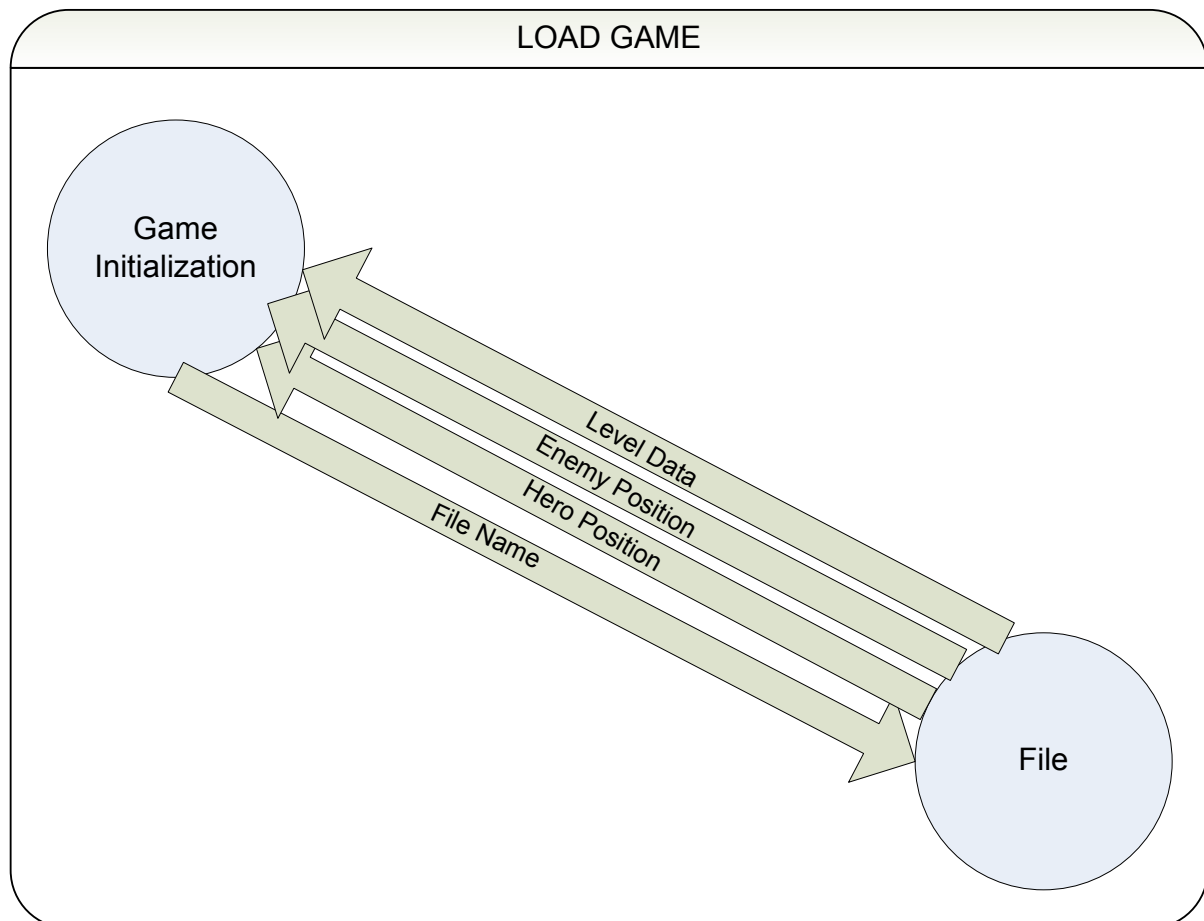 LOAD GAME
Game
Initialization
Level Data
Enemy Position
Hero Position
File Name
File